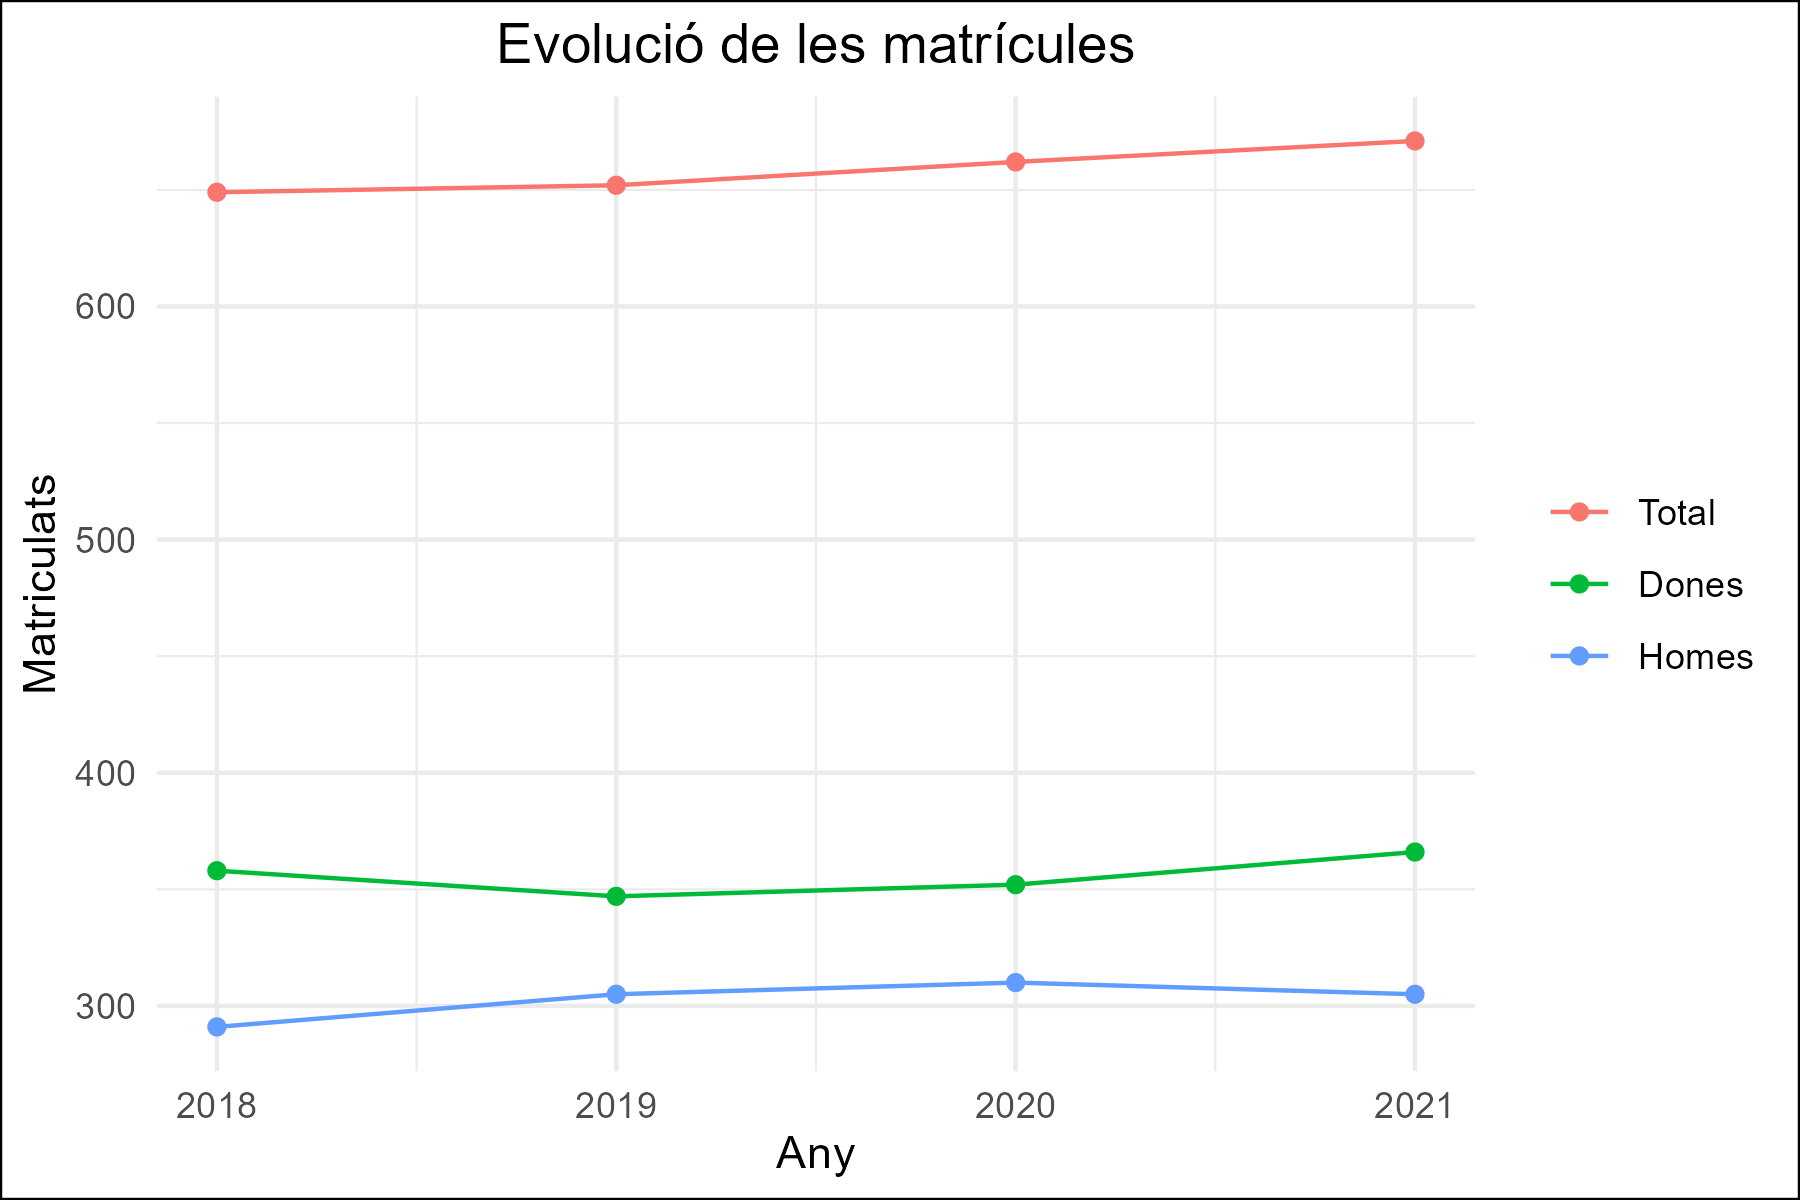 Evolució de les matrícules
Matriculats
600
500
400
300
2018 2019 2020 2021
Any
Total
Dones
Homes